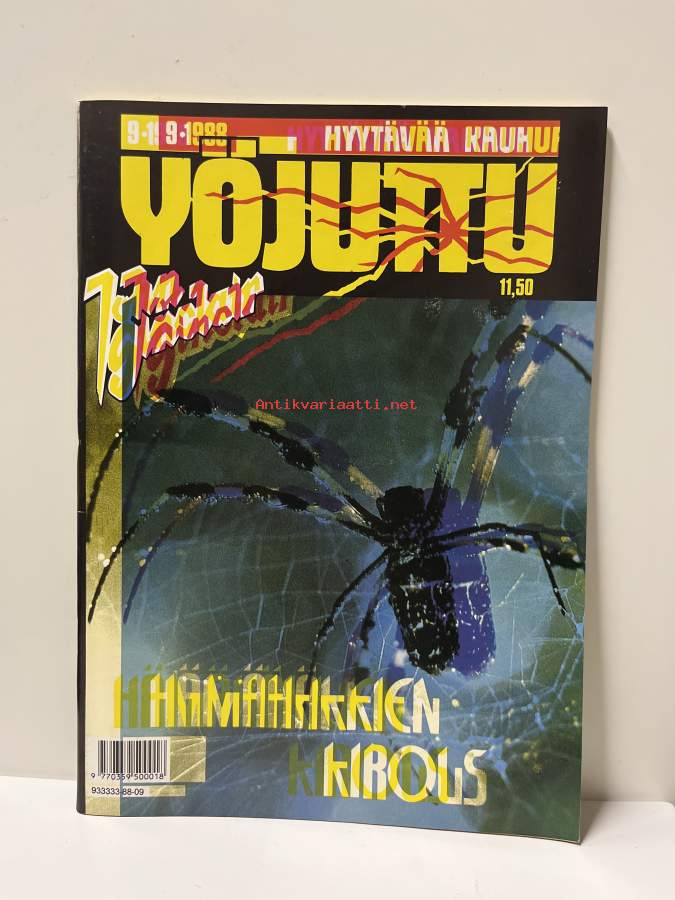 9·1988 HYYTÄVÄÄ KAUHUA
YÖJUTTU
11,50
Antikvariaatti.net
HÄMÄHÄKKIEN
KIROUS
9 770359 500018
933333-88-09